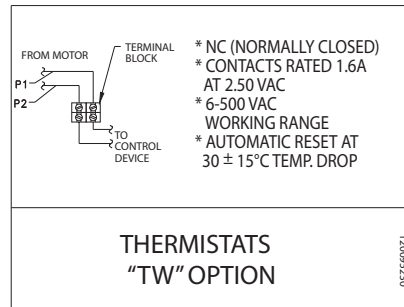 FROM MOTOR
P1
P2
TERMINAL
BLOCK
TO
CONTROL
DEVICE
* NC (NORMALLY CLOSED)
* CONTACTS RATED 1.6A
AT 2.50 VAC
* 6-500 VAC
WORKING RANGE
* AUTOMATIC RESET AT
30 ± 15°C TEMP. DROP
THERMISTATS
"TW" OPTION